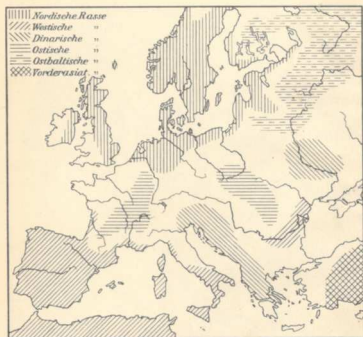 Nordische Rasse
Westische "
Dinarische "
Ostische "
Ostbaltische "
Vorderasiat. "